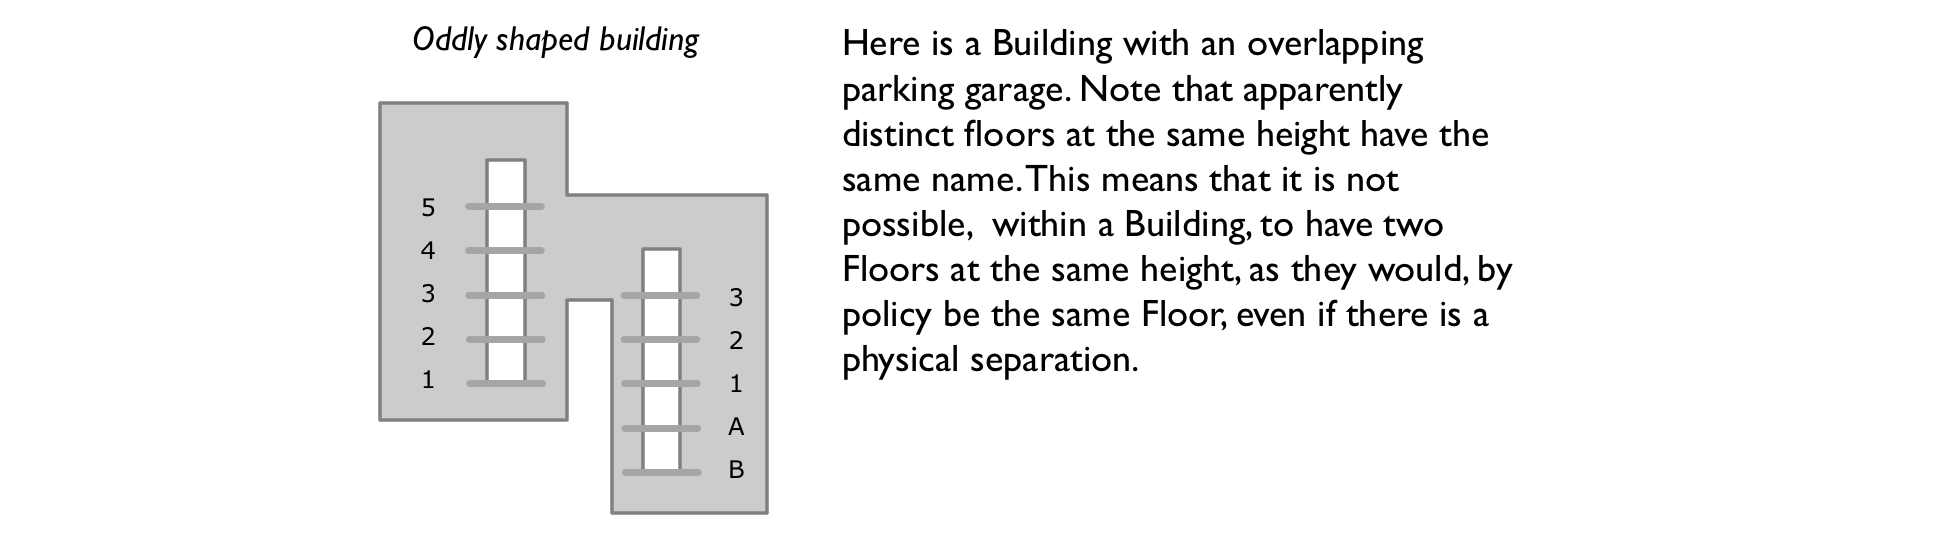 Oddly shaped building
5
4
3
2
1
3
2
1
A
B
Here is a Building with an overlapping
parking garage. Note that apparently
distinct floors at the same height have the
same name. This means that it is not
possible,  within a Building, to have two
Floors at the same height, as they would, by
policy be the same Floor, even if there is a
physical separation.